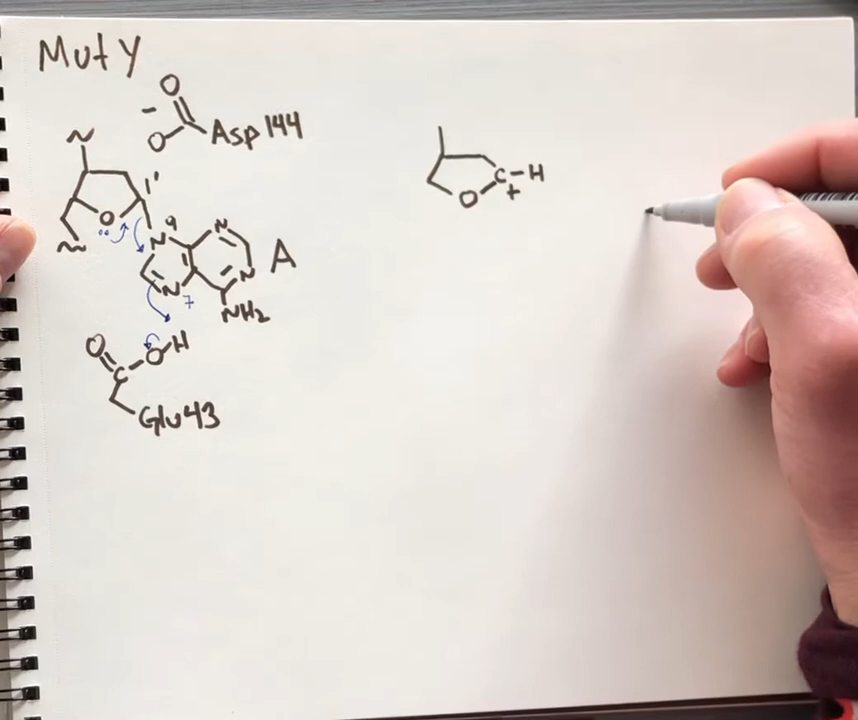 MutY
O
-
O Asp 144
1'
O
N 9 N
A
N 7 N
NH2
O O-H
C
Glu43
C-H
+
O